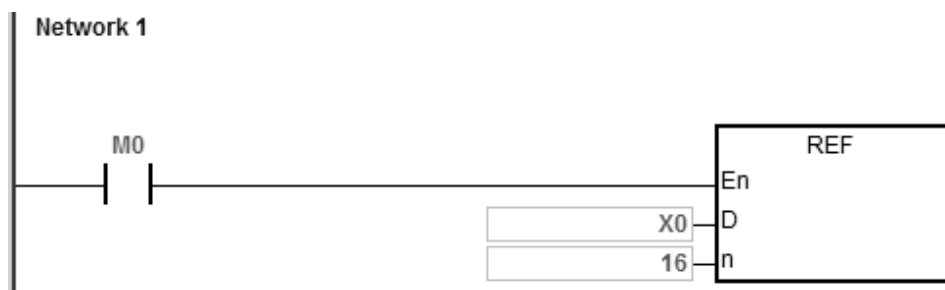 Network 1
M0
REF
En
X0 D
16 n